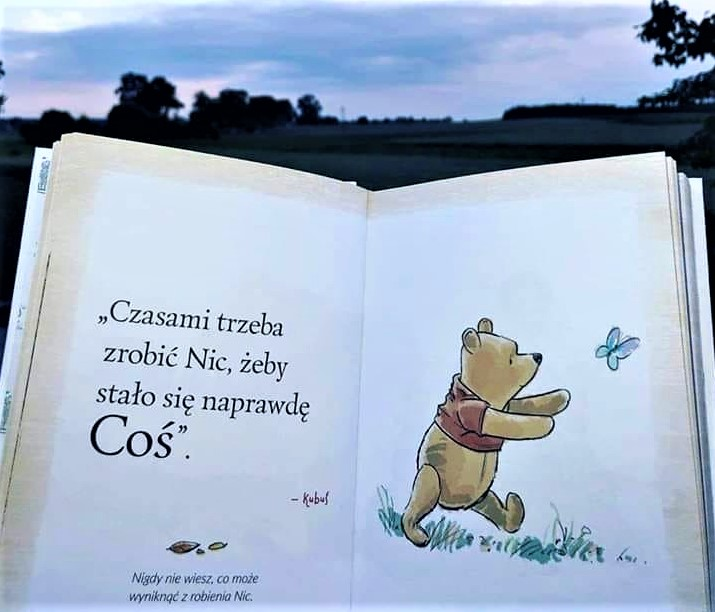 „Czasami trzeba
zrobić Nic, żeby
stało się naprawdę
Coś”.
– Kubuś
Nigdy nie wiesz, co może
wyniknąć z robienia Nic.